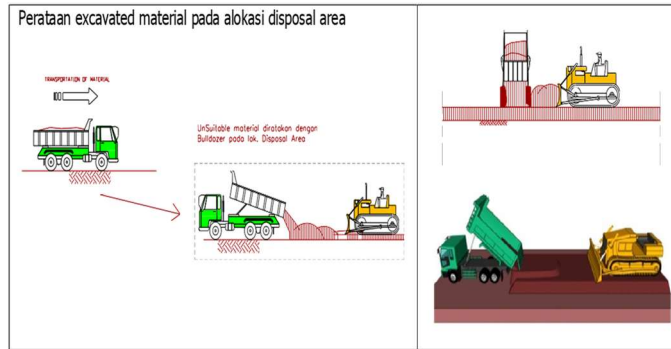 Perataan excavated material pada alokasi disposal area
TRANSPORTATION OF MATERIAL
UnSuitable material diratakan dengan
Bulldozer pada lok. Disposal Area